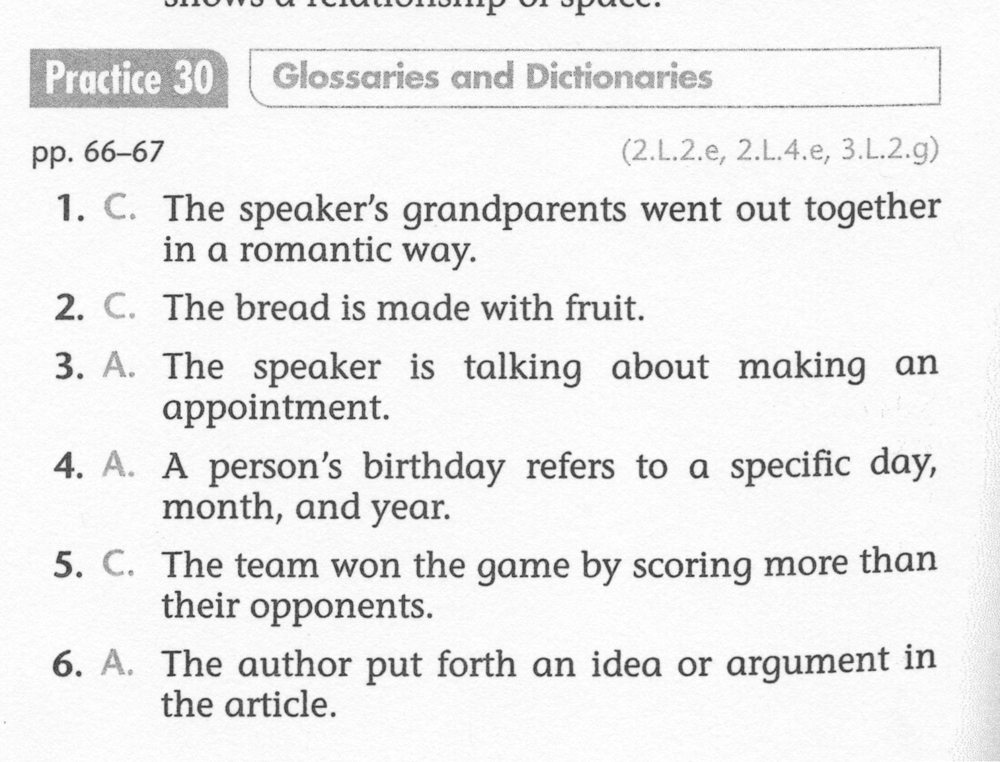 shows a relationship of space.
Practice 30
Glossaries and Dictionaries
pp. 66–67
(2.L.2.e, 2.L.4.e, 3.L.2.g)
1. C. The speaker's grandparents went out together
in a romantic way.
2. C. The bread is made with fruit.
3. A. The speaker is talking about making an
appointment.
4. A. A person's birthday refers to a specific day,
month, and year.
5. C. The team won the game by scoring more than
their opponents.
6. A. The author put forth an idea or argument in
the article.